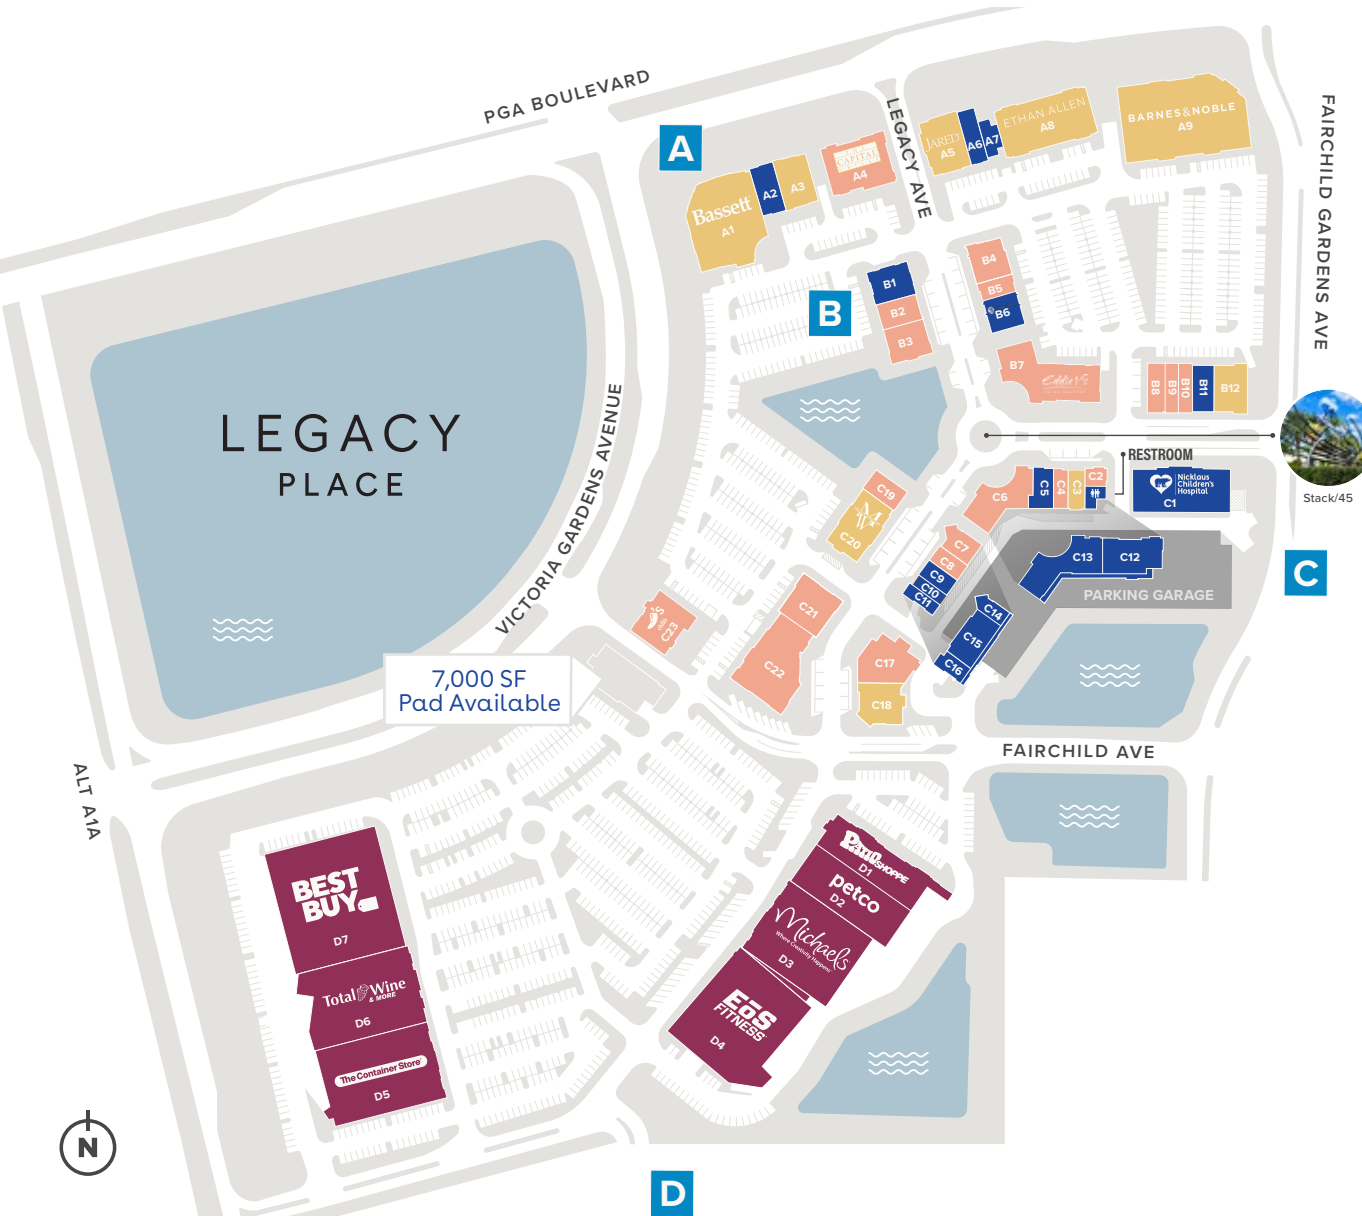 PGA BOULEVARD
A
LEGACY AVE
JARED
A5
A6
A7
ETHAN ALLEN
A8
BARNES & NOBLE
A9
FAIRCHILD GARDENS AVE
Bassett
A1
A2
A3
CAPITAL
A4
B
B1
B2
B3
B4
B5
B6
B7
Eddie V's
B8
B9
B10
B11
B12
LEGACY
PLACE
VICTORIA GARDENS AVENUE
RESTROOM
Stack/45
C19
C20
C6
C5
C4
C3
C2
Nicklaus
Children's
Hospital
C1
C
C7
C8
C9
C10
C11
C13
C12
PARKING GARAGE
C14
C15
C16
chili's
C23
C21
C22
C17
C18
7,000 SF
Pad Available
FAIRCHILD AVE
ALT A1A
BEST
BUY
D7
Total Wine
& MORE
D6
The Container Store
D5
SHOPPE
D1
petco
D2
Michaels
Where Creativity Happens
D3
EōS
FITNESS
D4
N
D